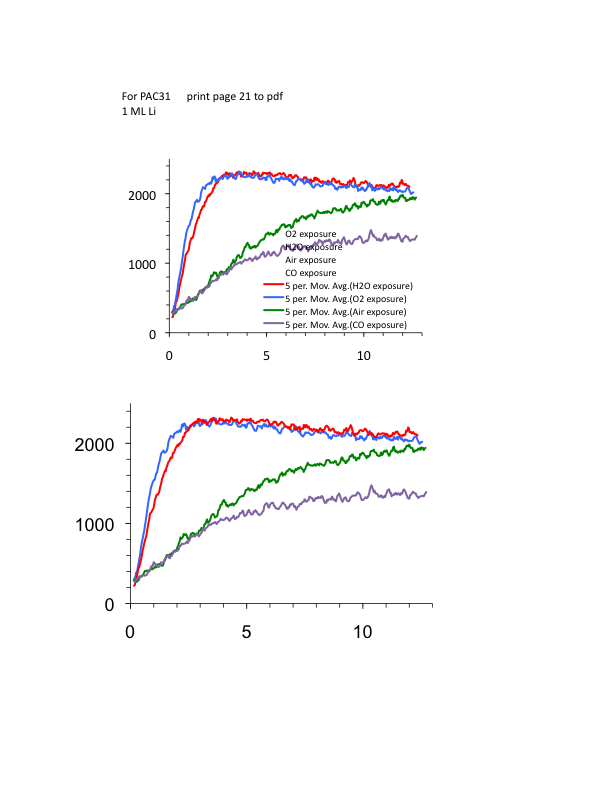 For PAC31 print page 21 to pdf
1 ML Li
2000
1000
0
O2 exposure
H2O exposure
Air exposure
CO exposure
5 per. Mov. Avg.(H2O exposure)
5 per. Mov. Avg.(O2 exposure)
5 per. Mov. Avg.(Air exposure)
5 per. Mov. Avg.(CO exposure)
0 5 10
2000
1000
0
0 5 10